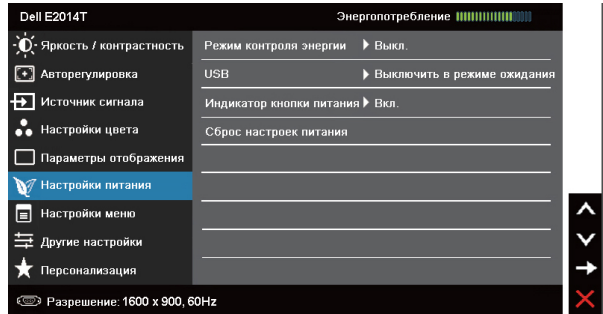 Dell E2014T Энергопотребление
Яркость / контрастность Режим контроля энергии Выкл.
Авторегулировка USB Выключить в режиме ожидания
Источник сигнала Индикатор кнопки питания Вкл.
Настройки цвета Сброс настроек питания
Параметры отображения
Настройки питания
Настройки меню
Другие настройки
Персонализация
Разрешение: 1600 x 900, 60Hz